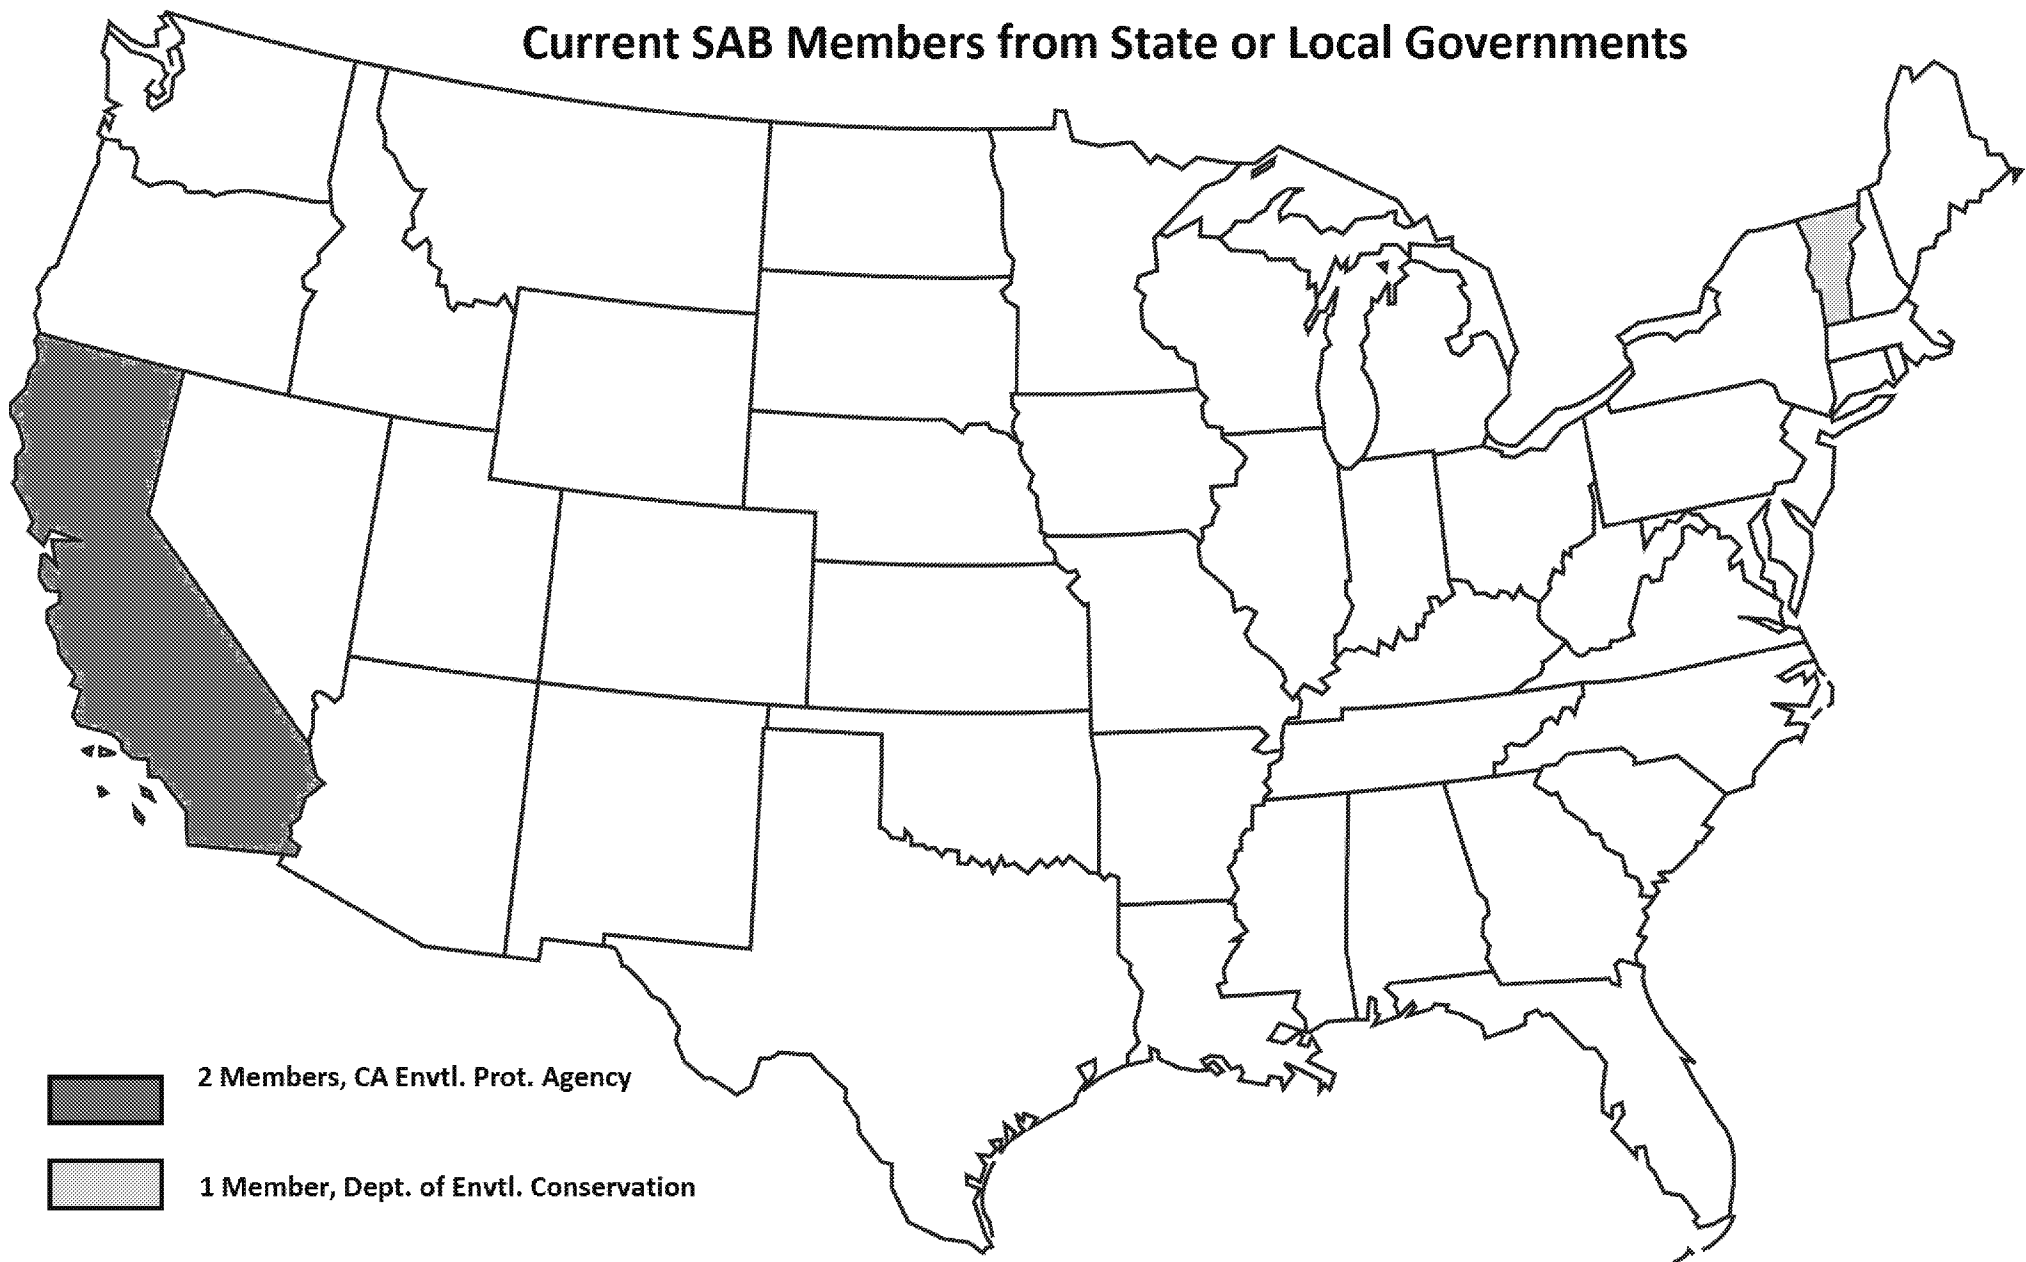 Current SAB Members from State or Local Governments
2 Members, CA Envtl. Prot. Agency
1 Member, Dept. of Envtl. Conservation